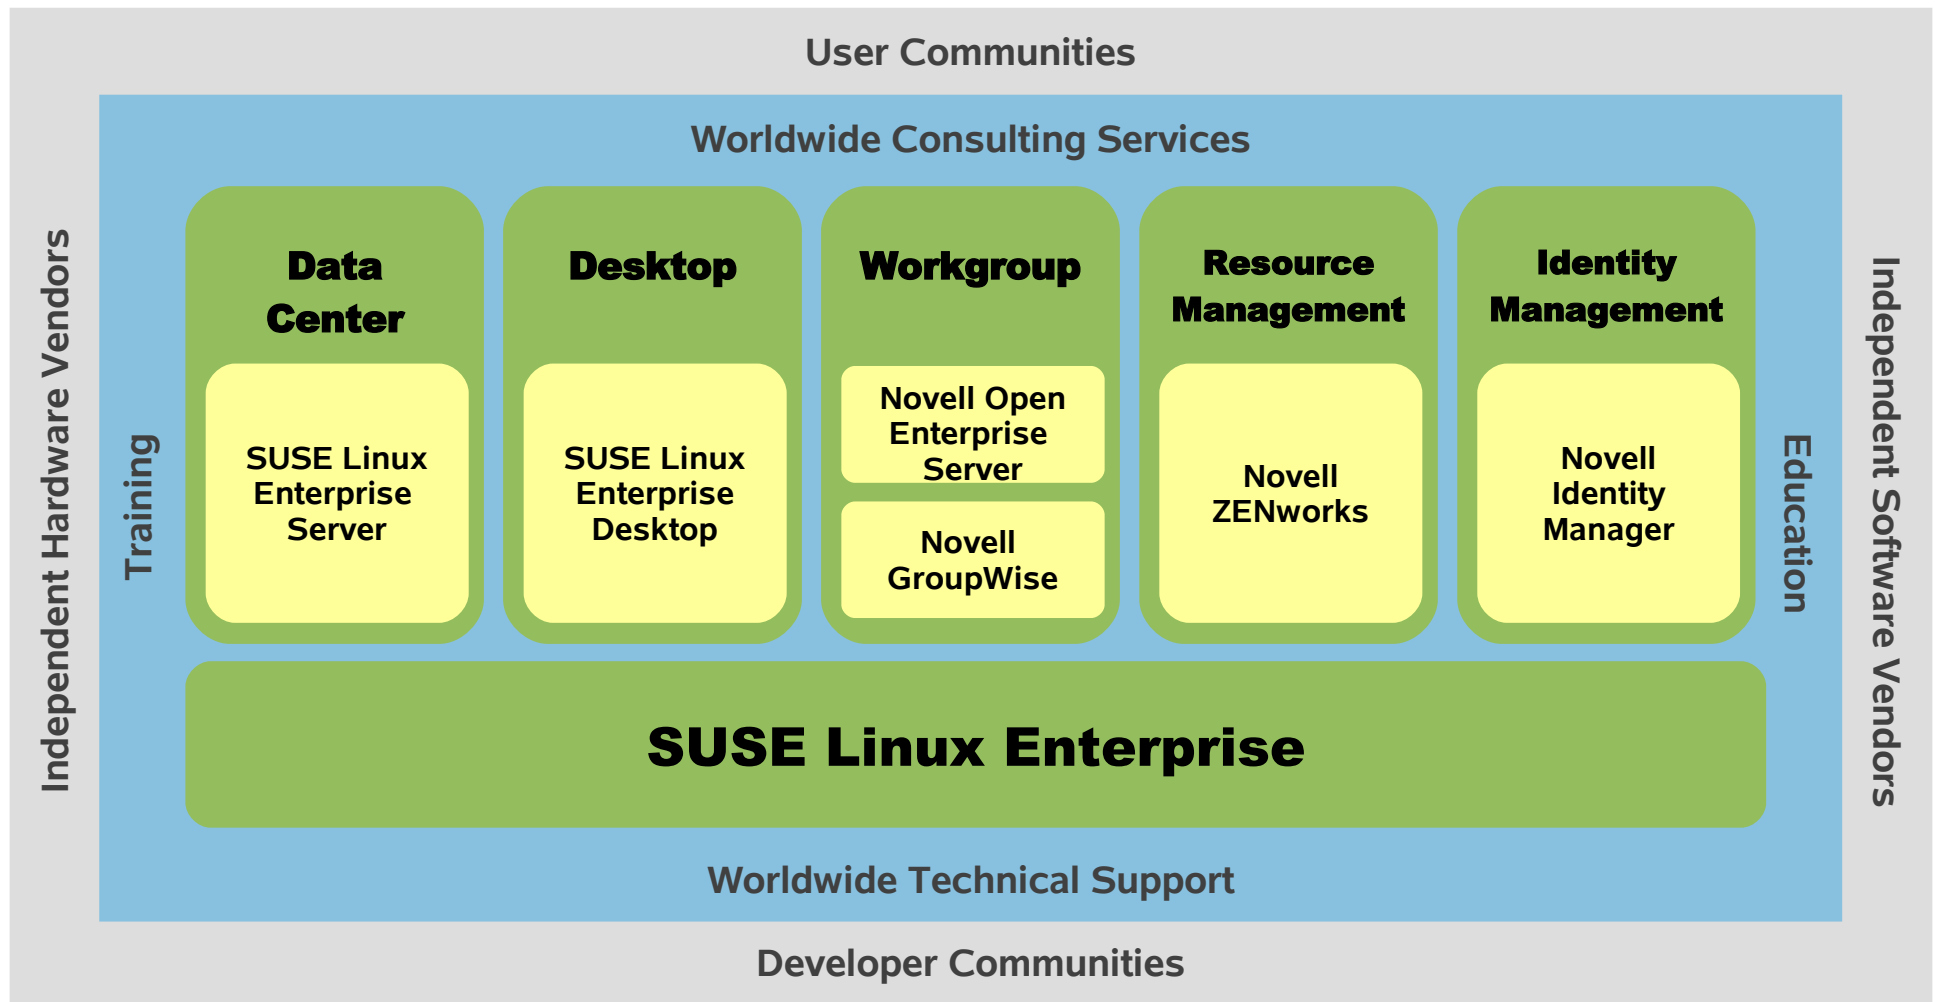 User Communities
Worldwide Consulting Services
Independent Hardware Vendors
Training
Data
Center
SUSE Linux
Enterprise
Server
Desktop
SUSE Linux
Enterprise
Desktop
Workgroup
Novell Open
Enterprise
Server
Novell
GroupWise
Resource
Management
Novell
ZENworks
Identity
Management
Novell
Identity
Manager
Education
Independent Software Vendors
SUSE Linux Enterprise
Worldwide Technical Support
Developer Communities